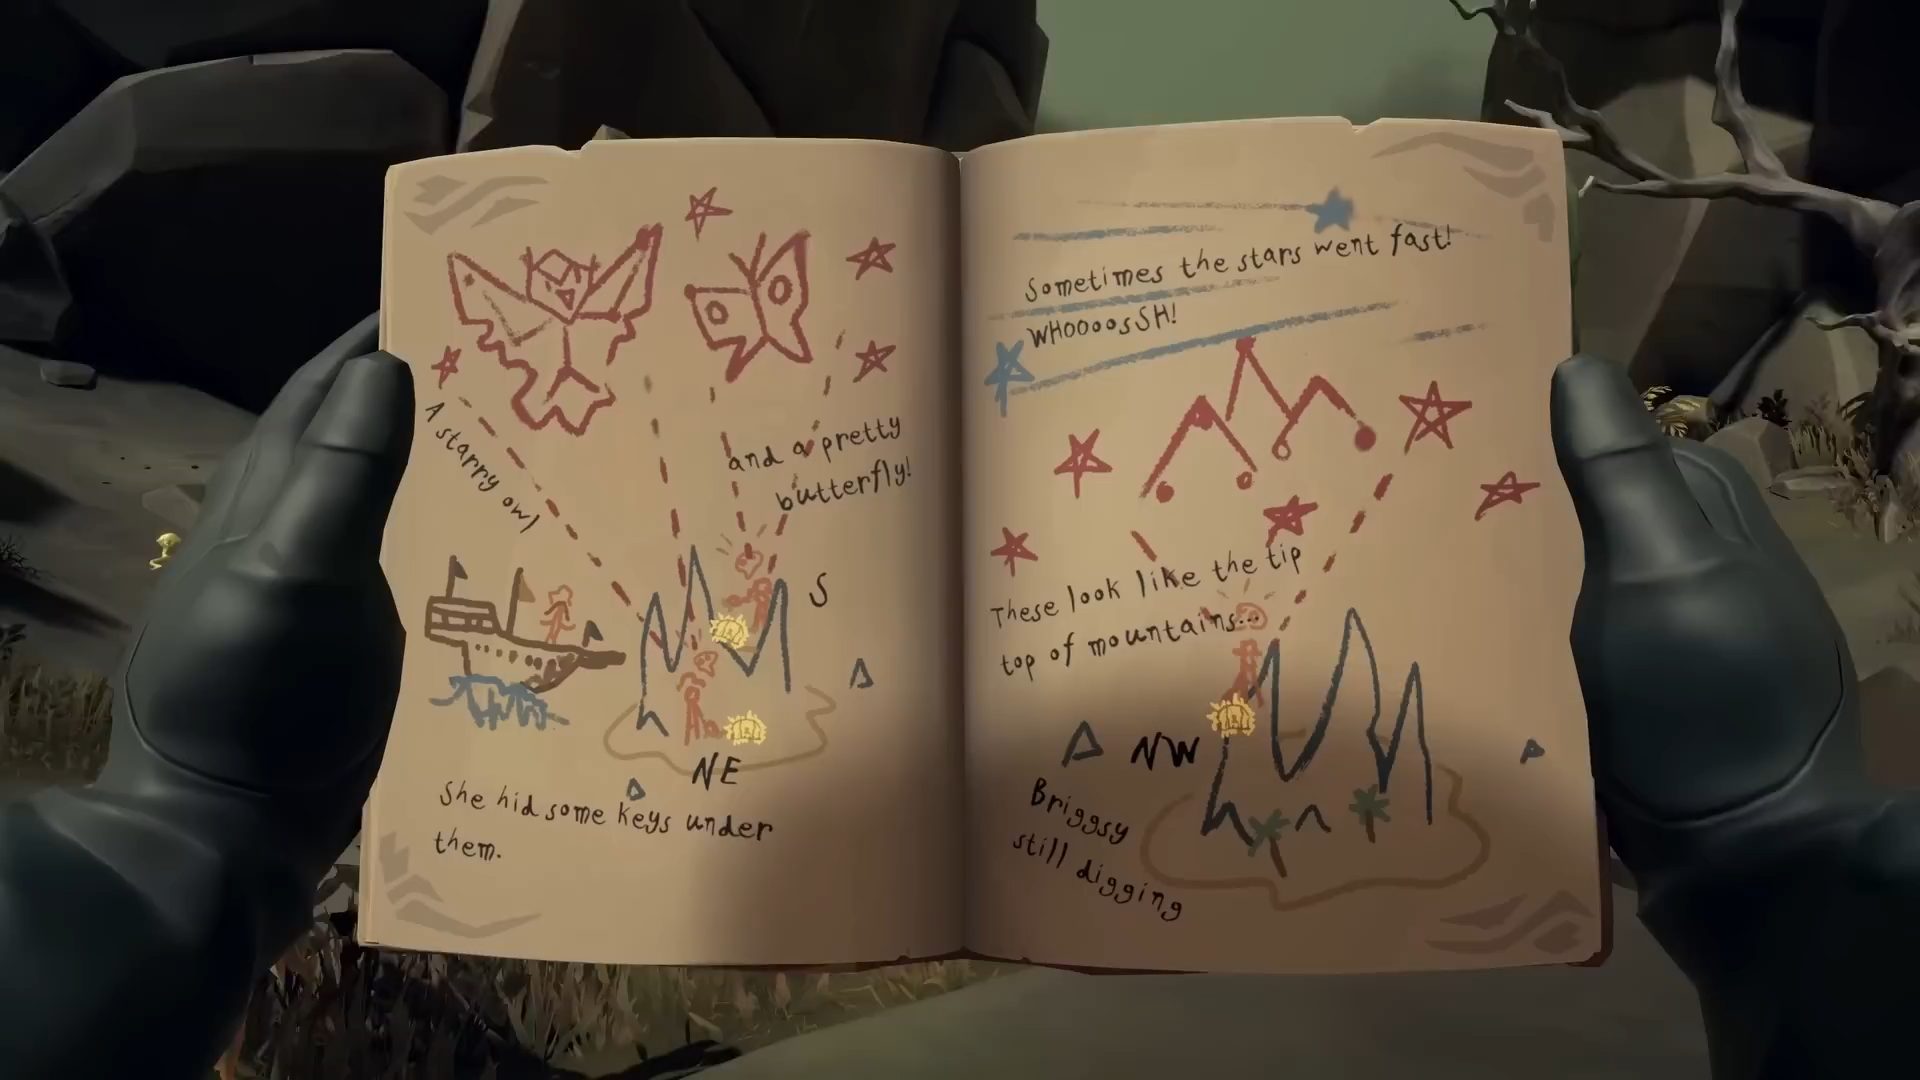 A starry owl
and a pretty
butterfly!
S
NE
She hid some keys under
them.
Sometimes the stars went fast!
WHOOooSSH!
These look like the tip
top of mountains...
NW
Briggsy
still digging